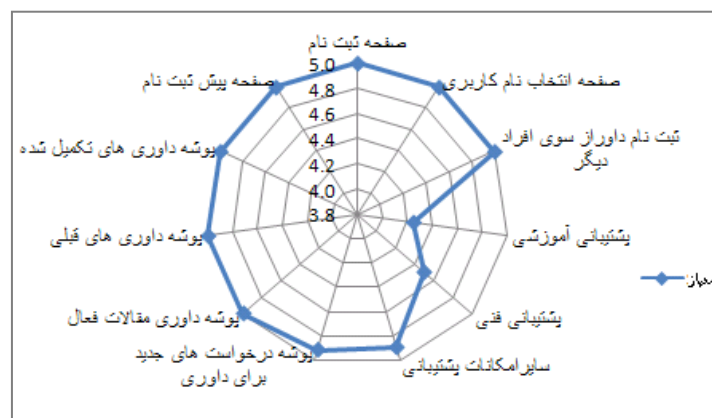 صفحه ثبت نام
صفحه انتخاب نام کاربری
ثبت نام داوراز سوی افراد
دیگر
پشتیبانی آموزشی
پشتیبانی فنی
سایرامکانات پشتیبانی
پوشه درخواست های جدید
برای داوری
پوشه داوری مقالات فعال
پوشه داوری های قبلی
پوشه داوری های تکمیل شده
صفحه پیش ثبت نام
5.0
4.8
4.6
4.4
4.2
4.0
3.8